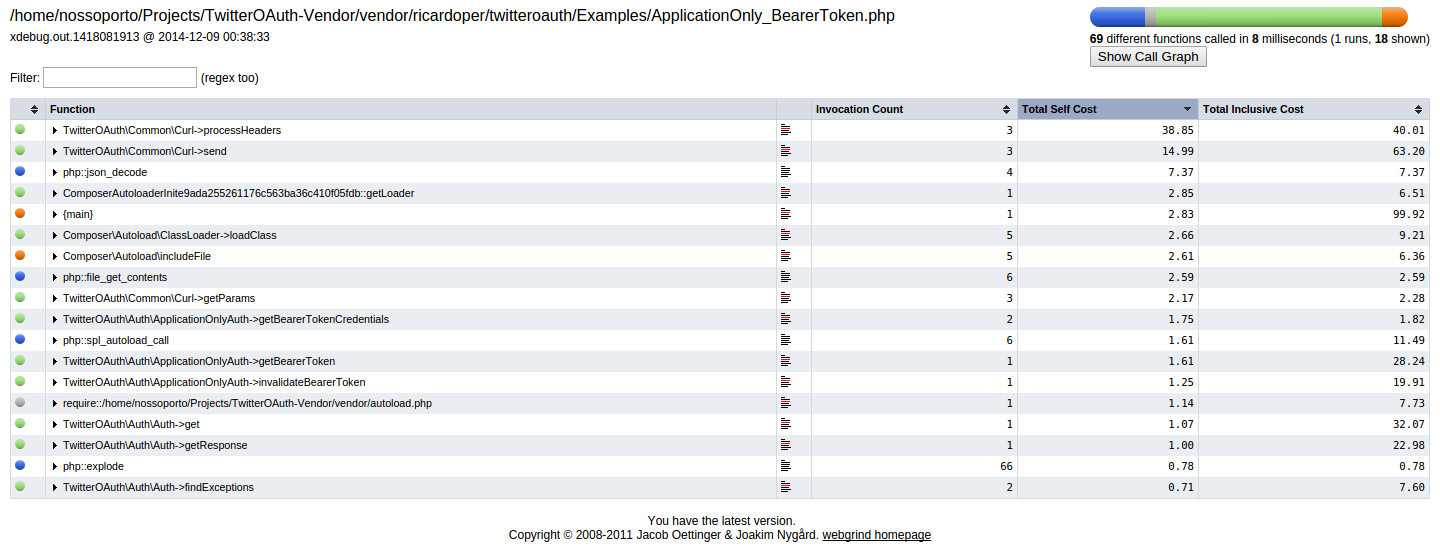 /home/nossoporto/Projects/TwitterOAuth-Vendor/vendor/ricardoper/twitteroauth/Examples/ApplicationOnly_BearerToken.php
xdebug.out.1418081913 @ 2014-12-09 00:38:33
69 different functions called in 8 milliseconds (1 runs, 18 shown)
Show Call Graph
Filter: (regex too)
Function Invocation Count Total Self Cost Total Inclusive Cost
TwitterOAuth\Common\Curl->processHeaders 3 38.85 40.01
TwitterOAuth\Common\Curl->send 3 14.99 63.20
php::json_decode 4 7.37 7.37
ComposerAutoloaderInite9ada255261176c563ba36c410f05fdb::getLoader 1 2.85 6.51
{main} 1 2.83 99.92
Composer\Autoload\ClassLoader->loadClass 5 2.66 9.21
Composer\Autoload\includeFile 5 2.61 6.36
php::file_get_contents 6 2.59 2.59
TwitterOAuth\Common\Curl->getParams 3 2.17 2.28
TwitterOAuth\Auth\ApplicationOnlyAuth->getBearerTokenCredentials 2 1.75 1.82
php::spl_autoload_call 6 1.61 11.49
TwitterOAuth\Auth\ApplicationOnlyAuth->getBearerToken 1 1.61 28.24
TwitterOAuth\Auth\ApplicationOnlyAuth->invalidateBearerToken 1 1.25 19.91
require::/home/nossoporto/Projects/TwitterOAuth-Vendor/vendor/autoload.php 1 1.14 7.73
TwitterOAuth\Auth\Auth->get 1 1.07 32.07
TwitterOAuth\Auth\Auth->getResponse 1 1.00 22.98
php::explode 66 0.78 0.78
TwitterOAuth\Auth\Auth->findExceptions 2 0.71 7.60
You have the latest version.
Copyright © 2008-2011 Jacob Oettinger & Joakim Nygård. webgrind homepage